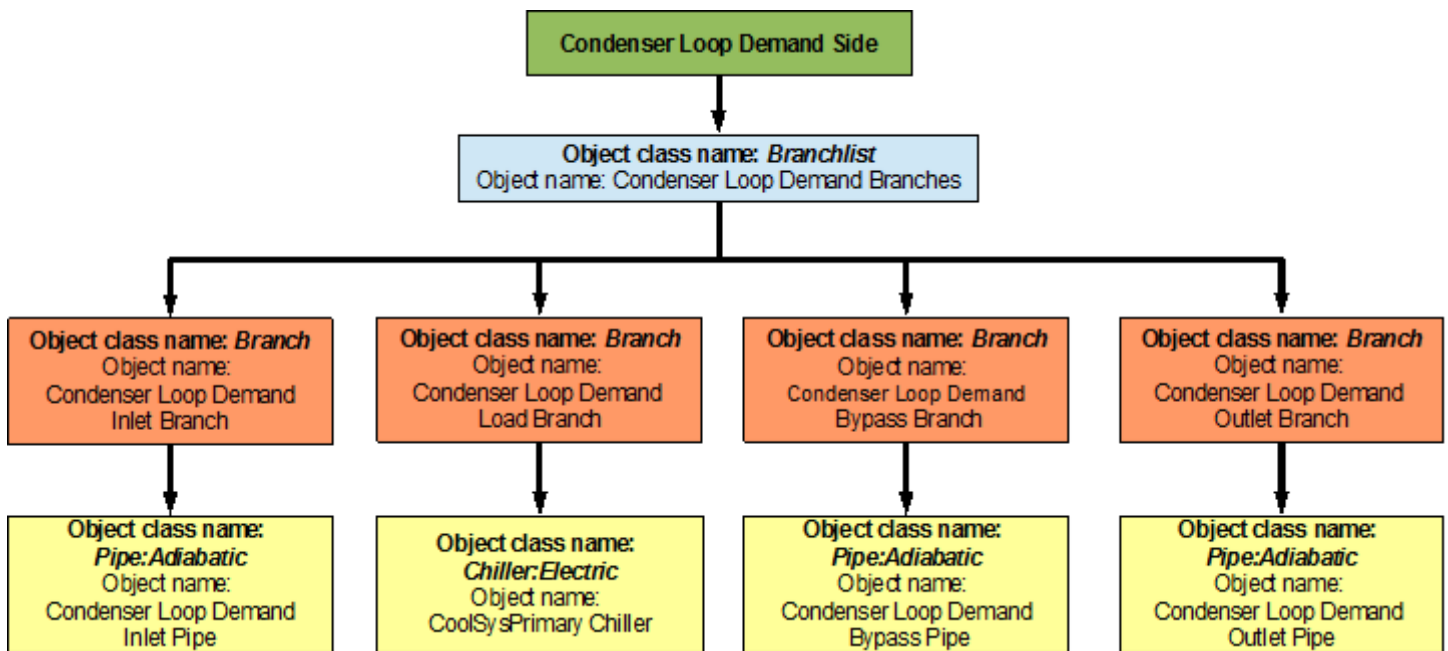 Condenser Loop Demand Side
Object class name: Branchlist
Object name: Condenser Loop Demand Branches
Object class name: Branch
Object name:
Condenser Loop Demand
Inlet Branch
Object class name: Branch
Object name:
Condenser Loop Demand
Load Branch
Object class name: Branch
Object name:
Condenser Loop Demand
Bypass Branch
Object class name: Branch
Object name:
Condenser Loop Demand
Outlet Branch
Object class name:
Pipe:Adiabatic
Object name:
Condenser Loop Demand
Inlet Pipe
Object class name:
Chiller:Electric
Object name:
CoolSysPrimary Chiller
Object class name:
Pipe:Adiabatic
Object name:
Condenser Loop Demand
Bypass Pipe
Object class name:
Pipe:Adiabatic
Object name:
Condenser Loop Demand
Outlet Pipe